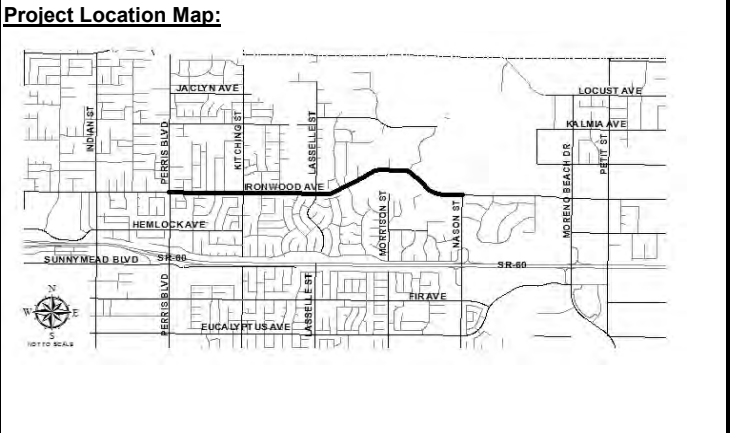 Project Location Map:
JACLYN AVE
LOCUST AVE
KALMIA AVE
INDIAN ST
PERRIS BLVD
KITCHING ST
LASSELLE ST
PETIT ST
MORENO BEACH DR
IRONWOOD AVE
MORRISON ST
NASON ST
HEMLOCK AVE
SUNNYMEAD BLVD
SR-60
SR-60
PERRIS BLVD
LASSELLE ST
FIR AVE
EUCALYPTUS AVE
N
W
E
S
NOT TO SCALE